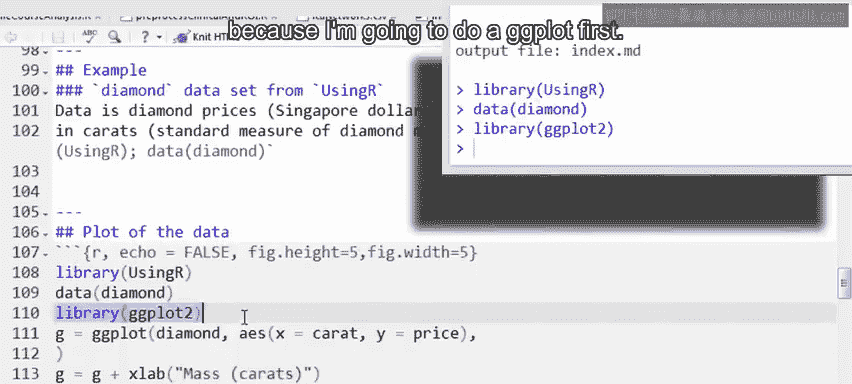 because I'm going to do a ggplot first.
Knit HT
output file: index.md
> library(UsingR)
> data(diamond)
> library(ggplot2)
>
98 ---
99 ## Example
100 ### `diamond` data set from `UsingR`
101 Data is diamond prices (Singapore dollar
102 in carats (standard measure of diamond
(UsingR); data(diamond)`
103
104
105 ---
106 ## Plot of the data
107 ```{r, echo = FALSE, fig.height=5,fig.width=5}
108 library(UsingR)
109 data(diamond)
110 library(ggplot2)
111 g = ggplot(diamond, aes(x = carat, y = price),
112 )
113 g = g + xlab("Mass (carats)")